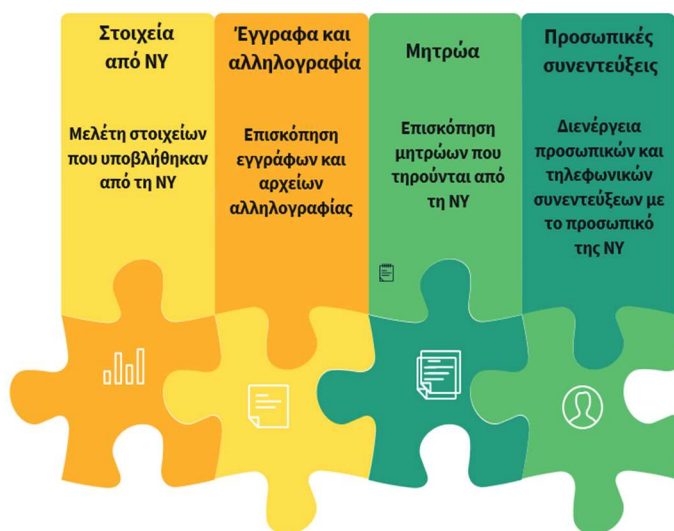 Στοιχεία
από ΝΥ
Μελέτη στοιχείων
που υποβλήθηκαν
από τη ΝΥ
Έγγραφα και
αλληλογραφία
Επισκόπηση
εγγράφων και
αρχείων
αλληλογραφίας
Μητρώα
Επισκόπηση
μητρώων που
τηρούνται από
τη ΝΥ
Προσωπικές
συνεντεύξεις
Διενέργεια
προσωπικών και
τηλεφωνικών
συνεντεύξεων με
το προσωπικό
της ΝΥ